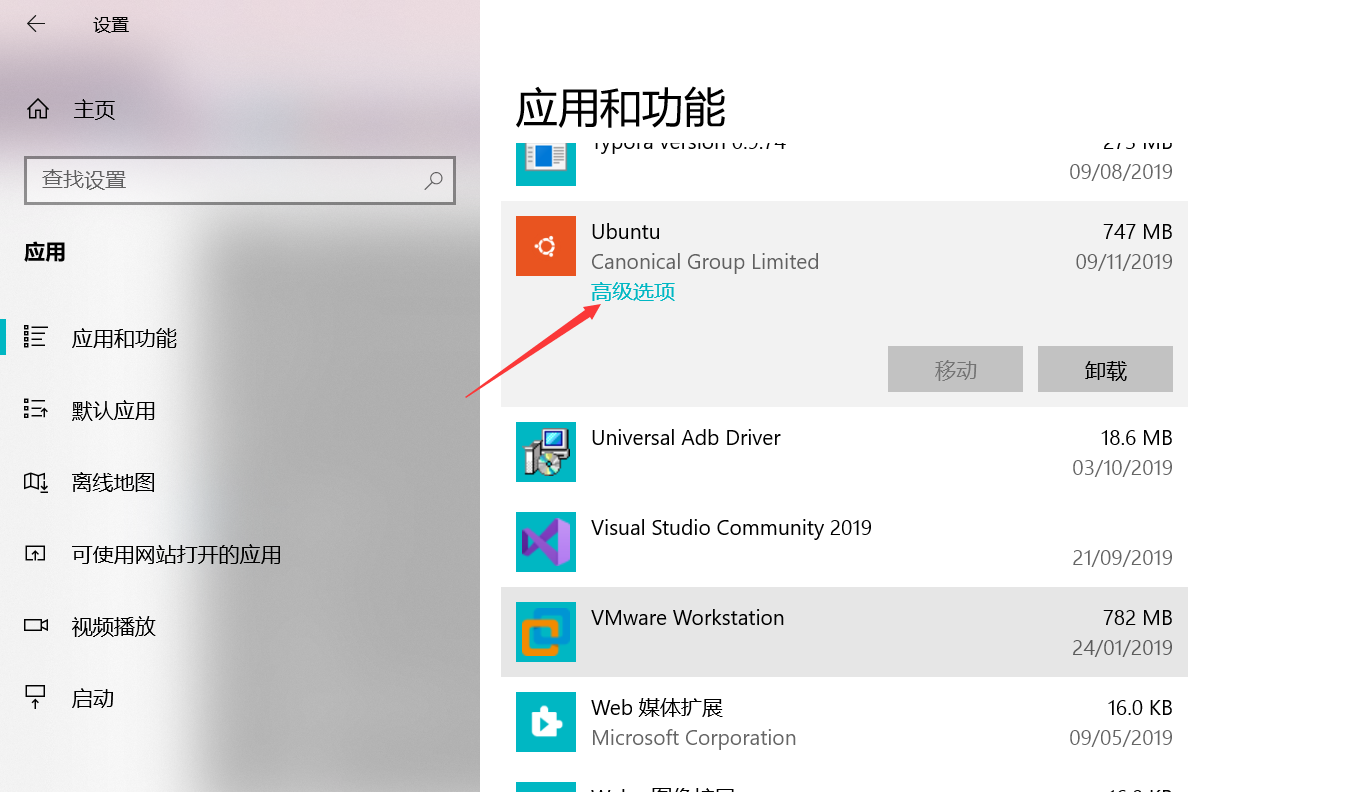 设置
主页
查找设置
应用
应用和功能
默认应用
离线地图
可使用网站打开的应用
视频播放
启动
应用和功能
Typora version 0.9.74
273 MB
09/08/2019
Ubuntu
747 MB
Canonical Group Limited
09/11/2019
高级选项
移动
卸载
Universal Adb Driver
18.6 MB
03/10/2019
Visual Studio Community 2019
21/09/2019
VMware Workstation
782 MB
24/01/2019
Web 媒体扩展
16.0 KB
Microsoft Corporation
09/05/2019